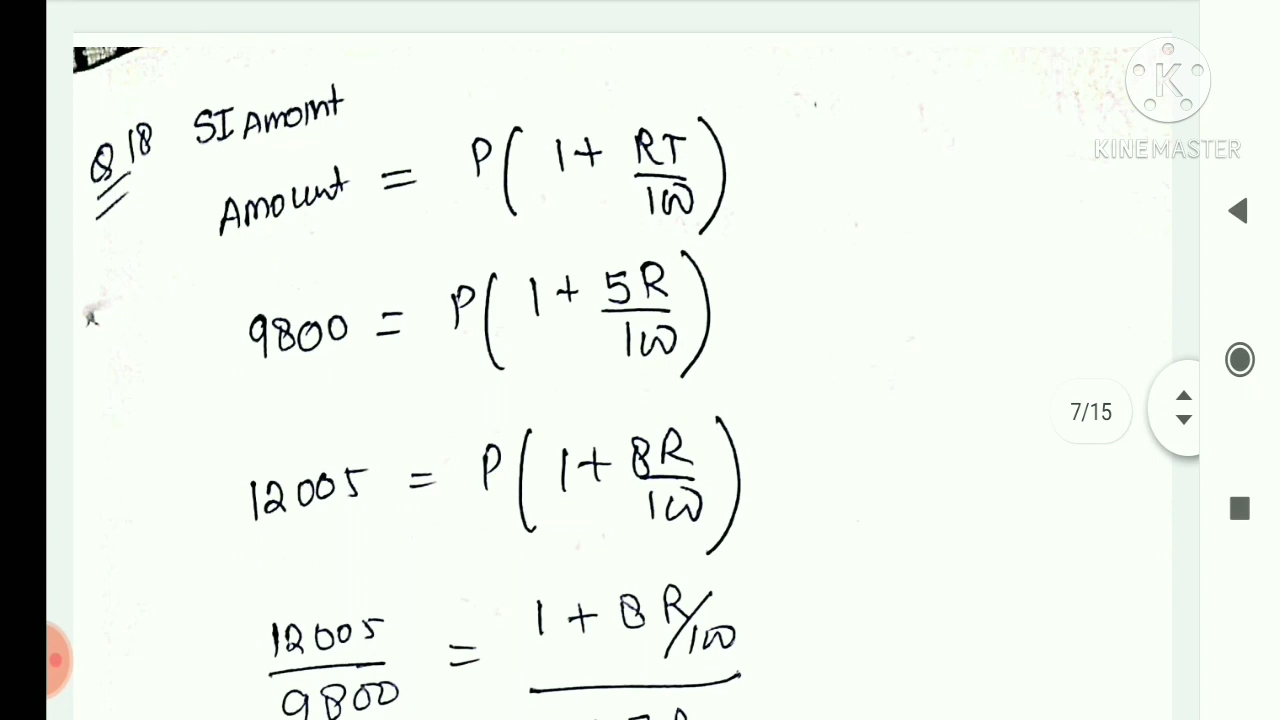 Q 18 SI Amount
Amount = P( 1 + RT/100 )
9800 = P( 1 + 5R/100 )
12005 = P( 1 + 8R/100 )
12005/9800 = 1 + 8R/100
KINEMASTER
7/15